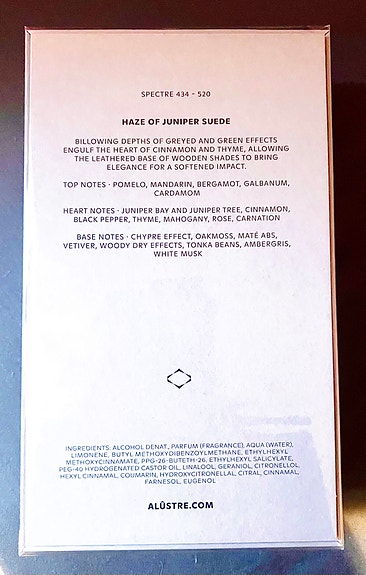 SPECTRE 434 - 520
HAZE OF JUNIPER SUEDE
BILLOWING DEPTHS OF GREYED AND GREEN EFFECTS
ENGULF THE HEART OF CINNAMON AND THYME, ALLOWING
THE LEATHERED BASE OF WOODEN SHADES TO BRING
ELEGANCE FOR A SOFTENED IMPACT.
TOP NOTES · POMELO, MANDARIN, BERGAMOT, GALBANUM,
CARDAMOM
HEART NOTES · JUNIPER BAY AND JUNIPER TREE, CINNAMON,
BLACK PEPPER, THYME, MAHOGANY, ROSE, CARNATION
BASE NOTES · CHYPRE EFFECT, OAKMOSS, MATÉ ABS,
VETIVER, WOODY DRY EFFECTS, TONKA BEANS, AMBERGRIS,
WHITE MUSK
INGREDIENTS: ALCOHOL DENAT., PARFUM (FRAGRANCE), AQUA (WATER),
LIMONENE, BUTYL METHOXYDIBENZOYLMETHANE, ETHYLHEXYL
METHOXYCINNAMATE, PPG-26-BUTETH-26, ETHYLHEXYL SALICYLATE,
PEG-40 HYDROGENATED CASTOR OIL, LINALOOL, GERANIOL, CITRONELLOL,
HEXYL CINNAMAL, COUMARIN, HYDROXYCITRONELLAL, CITRAL, CINNAMAL,
FARNESOL, EUGENOL
ALÛSTRE.COM